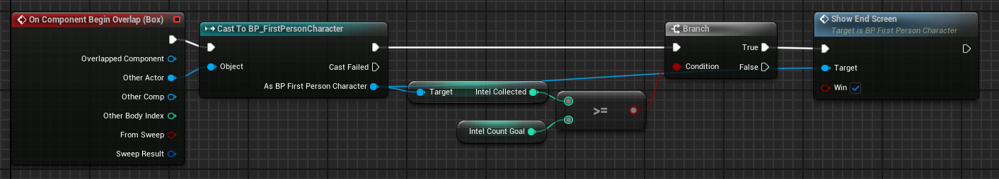 On Component Begin Overlap (Box)
Overlapped Component
Other Actor
Other Comp
Other Body Index
From Sweep
Sweep Result
Cast To BP_FirstPersonCharacter
Object
Cast Failed
As BP First Person Character
Target Intel Collected
Intel Count Goal
>=
Branch
True
Condition False
Show End Screen
Target is BP First Person Character
Target
Win